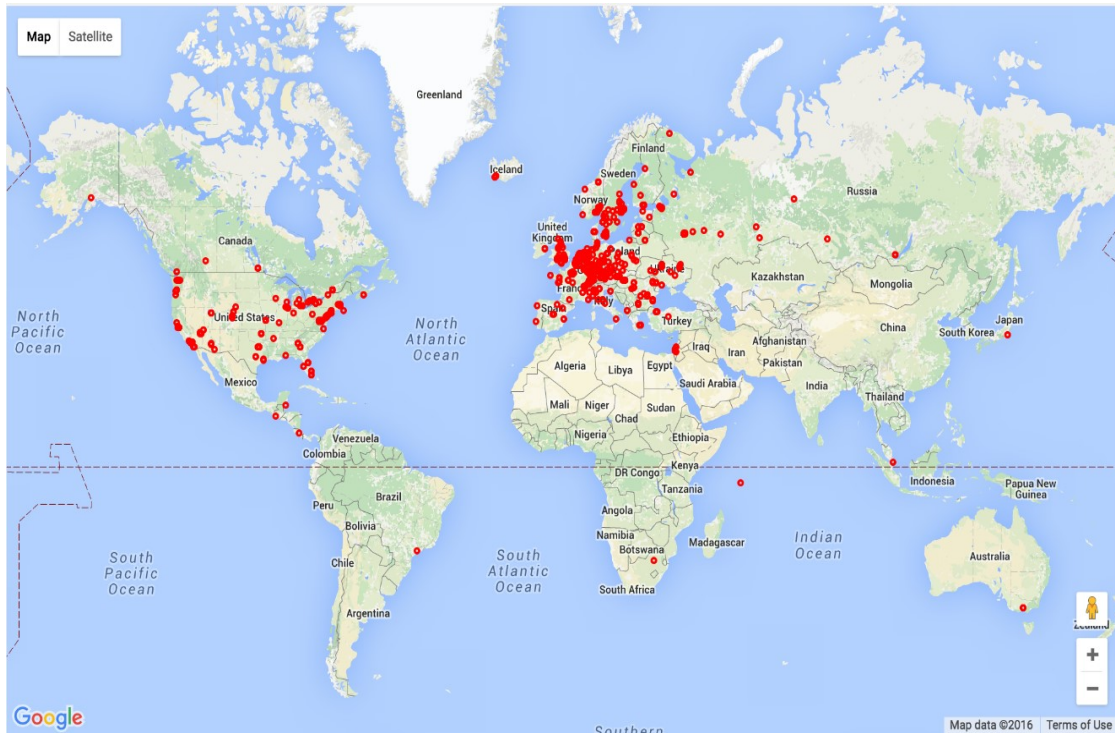 Map Satellite
Greenland
Iceland
Finland
Sweden
Norway
Russia
Canada
United
Kingdom
Kazakhstan
Mongolia
North
Pacific
Ocean
United States
North
Atlantic
Ocean
Spain
Italy
Turkey
China
South Korea
Japan
Afghanistan
Iraq
Iran
Pakistan
Mexico
Algeria
Libya
Egypt
Saudi Arabia
India
Thailand
Mali
Niger
Chad
Sudan
Nigeria
Ethiopia
Venezuela
Colombia
DR Congo
Kenya
Tanzania
Indonesia
Papua New
Guinea
Peru
Brazil
Bolivia
Angola
Namibia
Botswana
Madagascar
Indian
Ocean
South
Pacific
Ocean
Chile
South
Atlantic
Ocean
South Africa
Australia
Argentina
Zealand
+
−
Google
Southern
Map data ©2016 Terms of Use